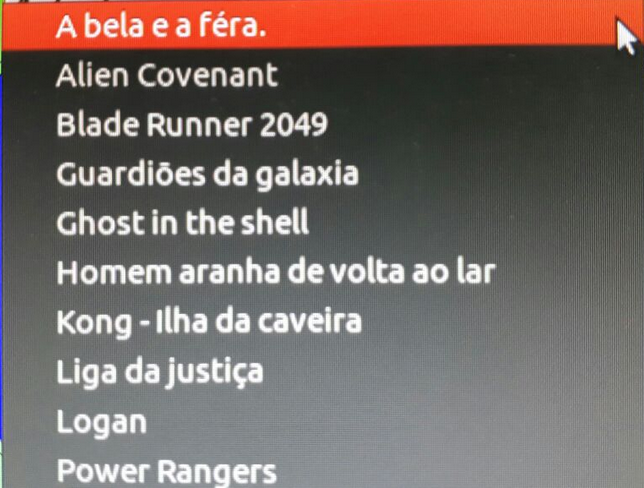 A bela e a féra.
Alien Covenant
Blade Runner 2049
Guardiões da galaxia
Ghost in the shell
Homem aranha de volta ao lar
Kong - Ilha da caveira
Liga da justiça
Logan
Power Rangers